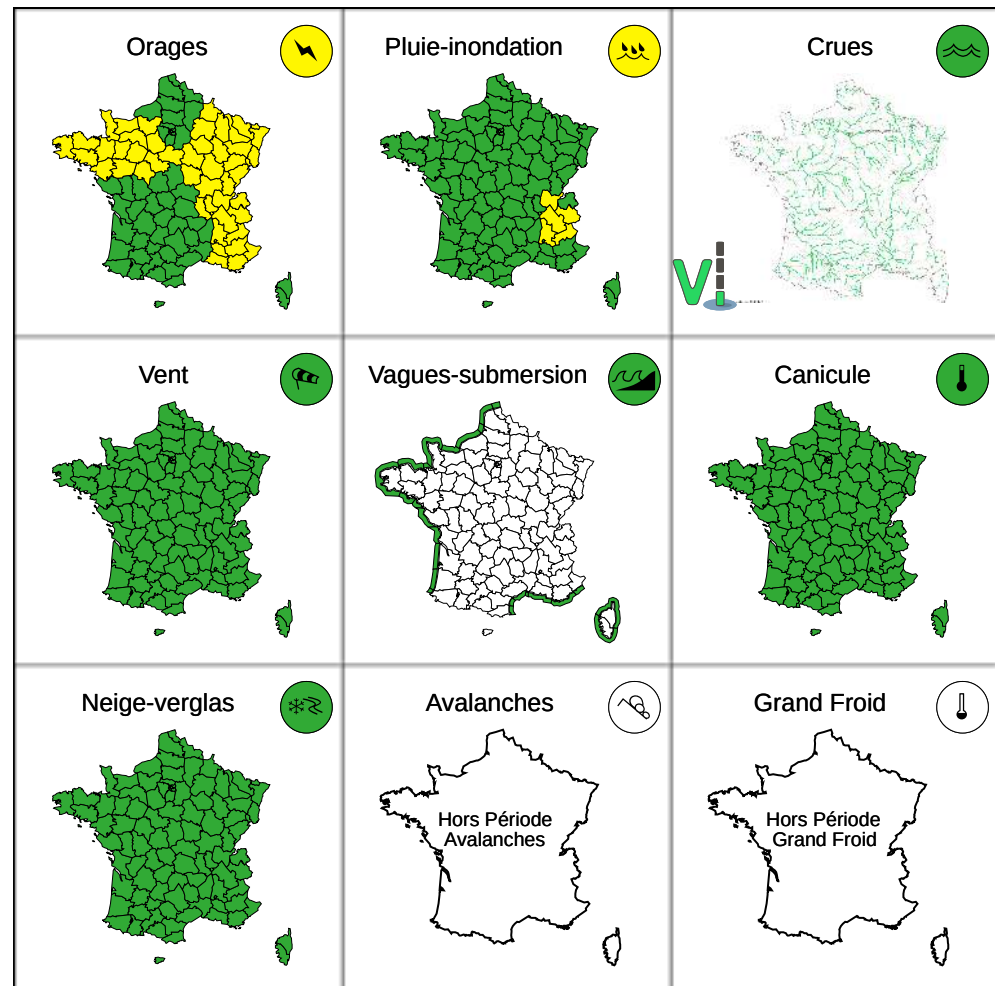 Orages
Pluie-inondation
Crues
Vi
Vent
Vagues-submersion
Canicule
Neige-verglas
Avalanches
Grand Froid
Hors Période
Avalanches
Hors Période
Grand Froid